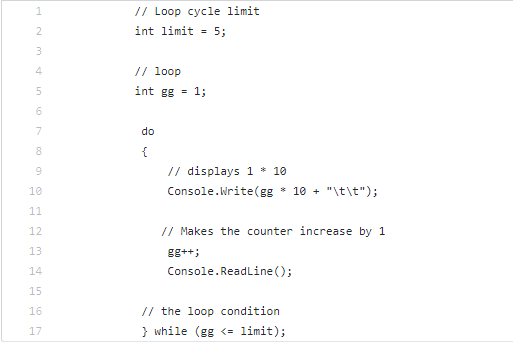 1 // Loop cycle limit
2 int limit = 5;
3
4 // loop
5 int gg = 1;
6
7 do
8 {
9 // displays 1 * 10
10 Console.Write(gg * 10 + "\t\t");
11
12 // Makes the counter increase by 1
13 gg++;
14 Console.ReadLine();
15
16 // the loop condition
17 } while (gg <= limit);